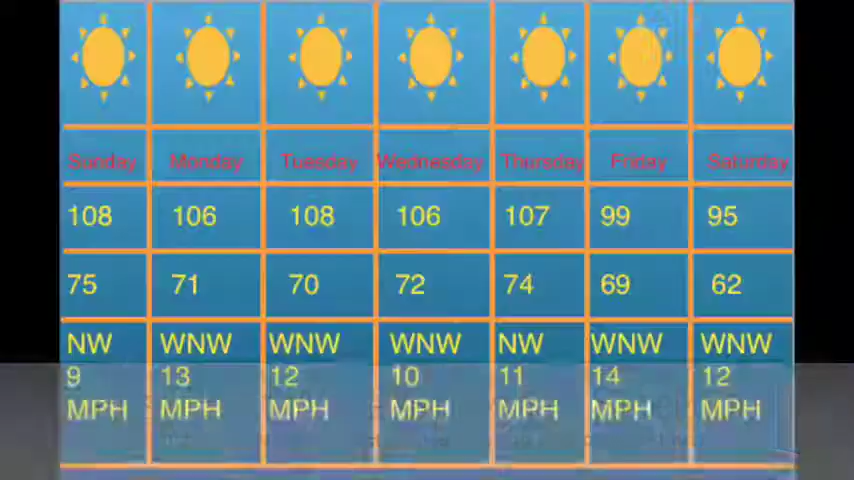 Sunday Monday Tuesday Wednesday Thursday Friday Saturday
108 106 108 106 107 99 95
75 71 70 72 74 69 62
NW WNW WNW WNW NW WNW WNW
9 13 12 10 11 14 12
MPH MPH MPH MPH MPH MPH MPH